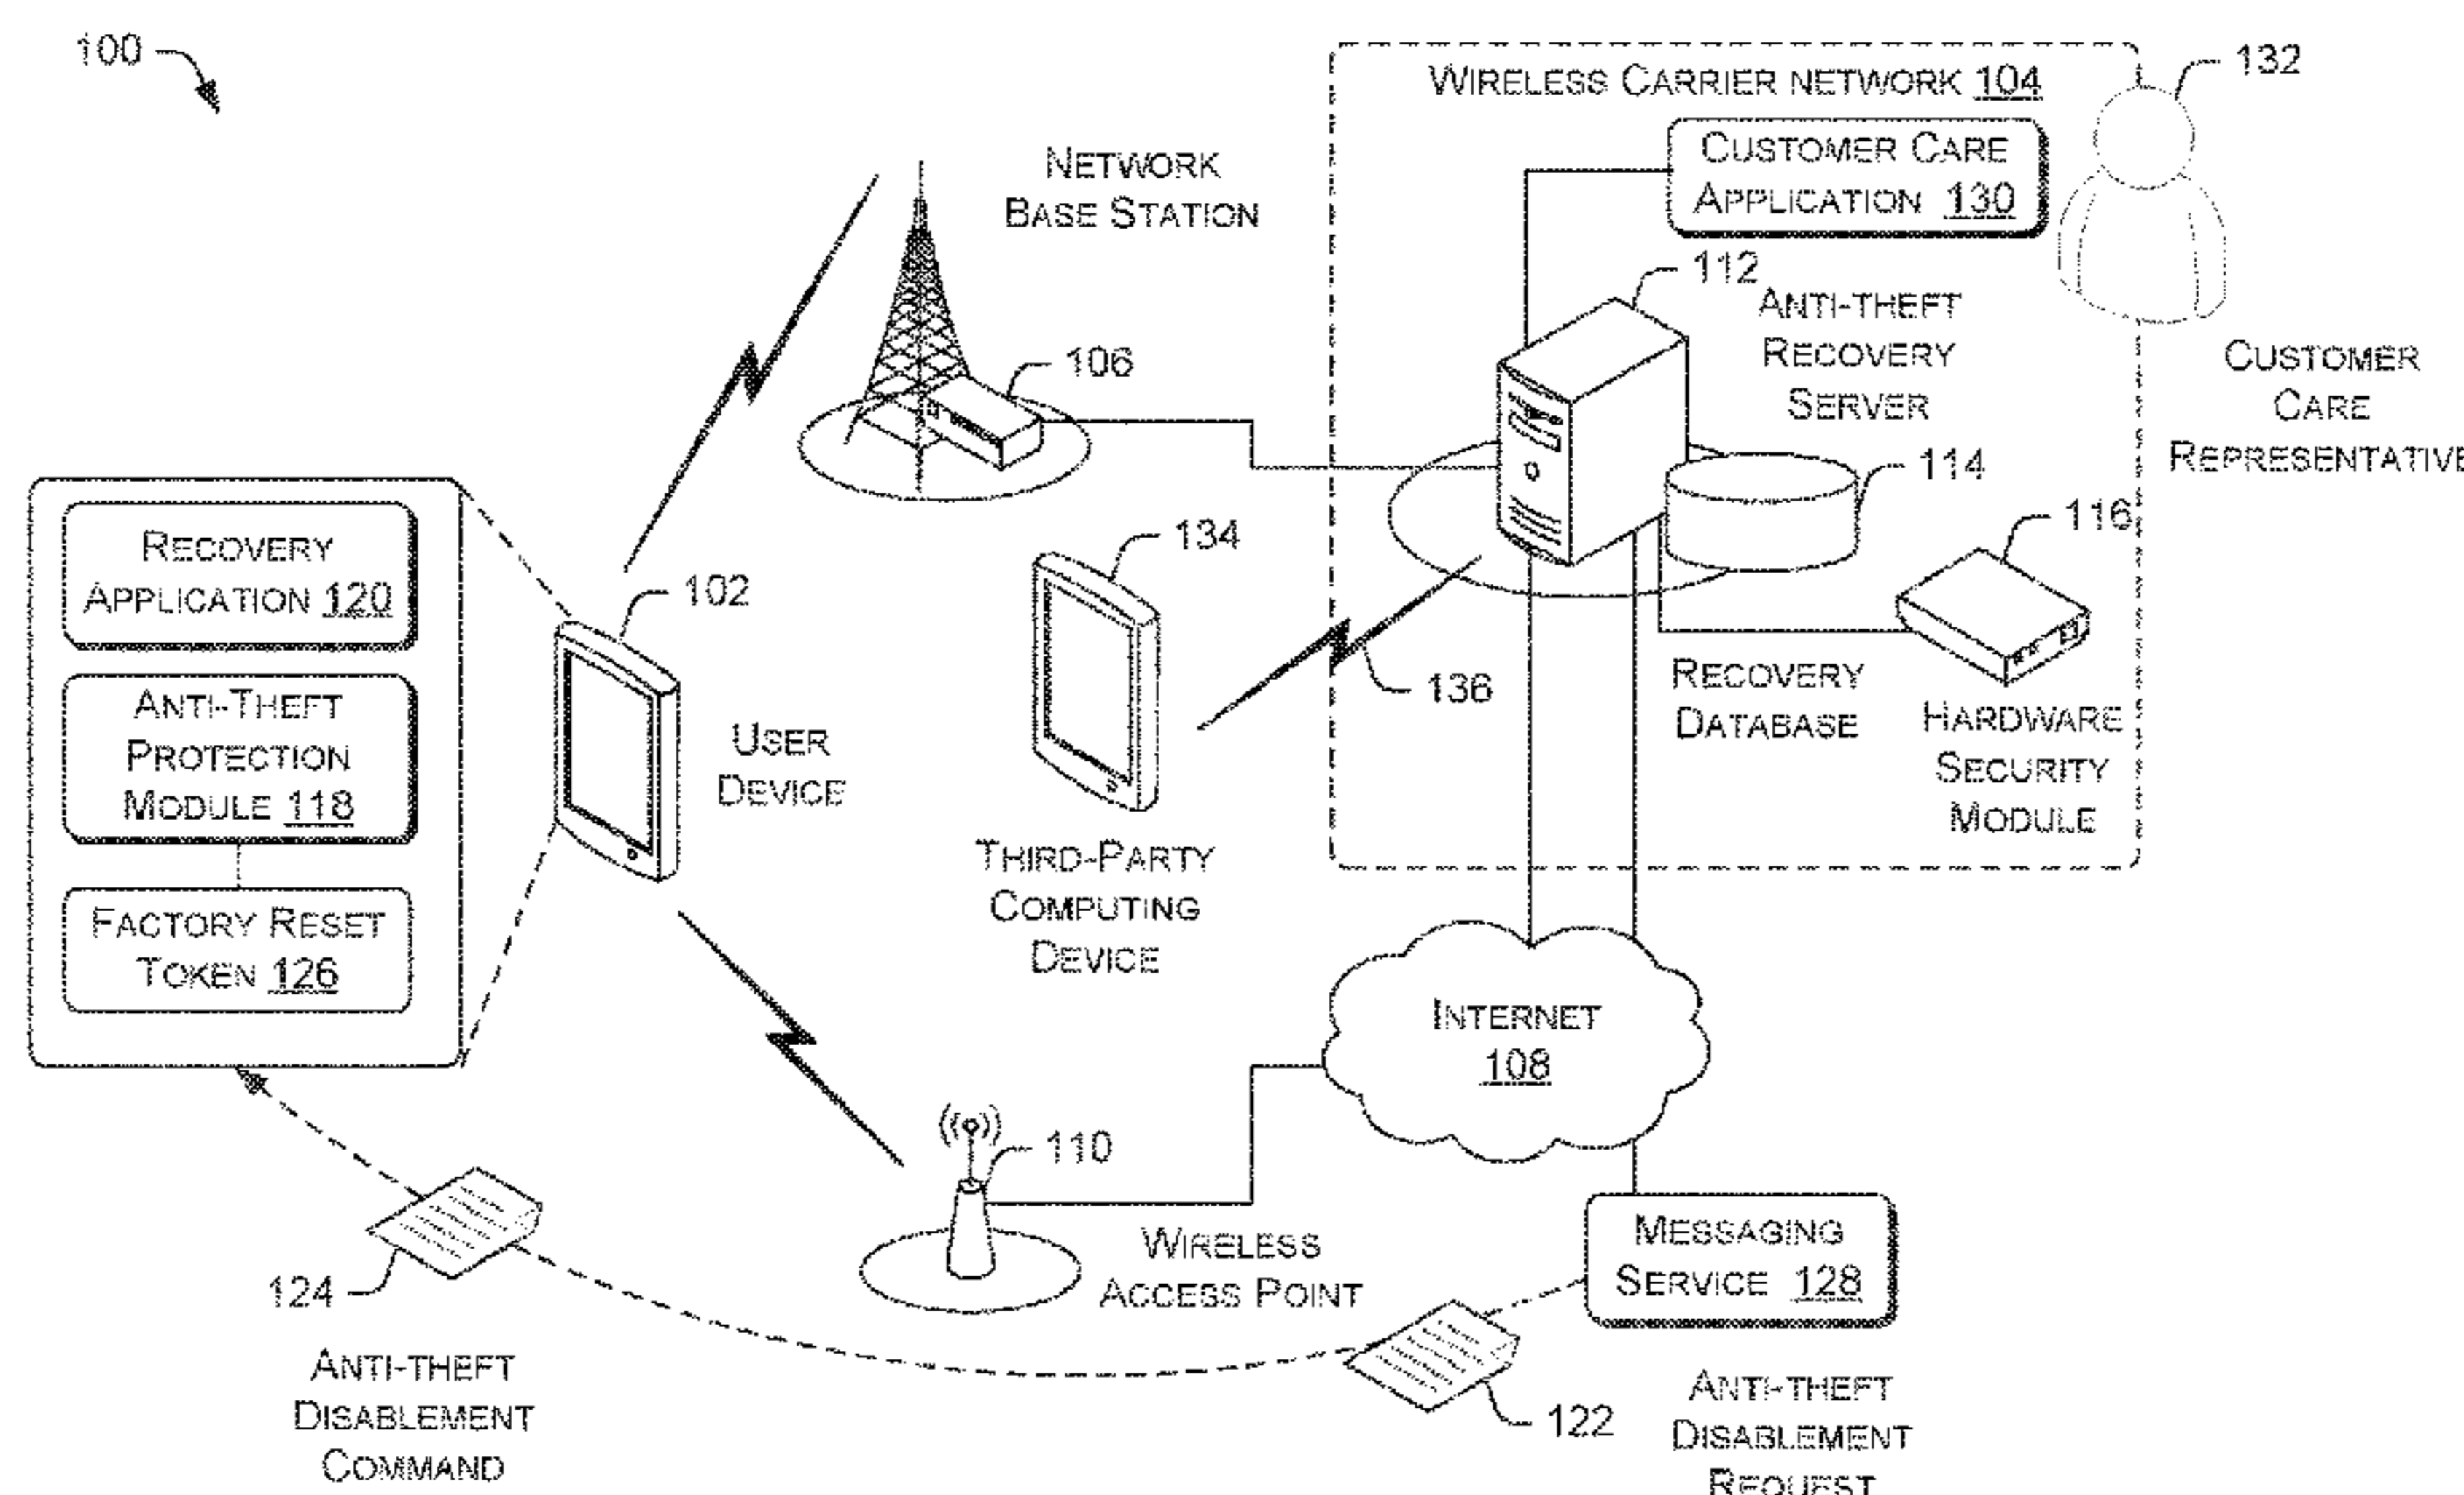 100
WIRELESS CARRIER NETWORK 104
132
CUSTOMER CARE
APPLICATION 130
NETWORK
BASE STATION
112
ANTI-THEFT
RECOVERY
SERVER
CUSTOMER
CARE
REPRESENTATIVE
106
114
116
RECOVERY
APPLICATION 120
ANTI-THEFT
PROTECTION
MODULE 118
FACTORY RESET
TOKEN 126
102
USER
DEVICE
134
136
THIRD-PARTY
COMPUTING
DEVICE
RECOVERY
DATABASE
HARDWARE
SECURITY
MODULE
INTERNET
108
110
WIRELESS
ACCESS POINT
MESSAGING
SERVICE 128
124
ANTI-THEFT
DISABLEMENT
COMMAND
122
ANTI-THEFT
DISABLEMENT
REQUEST